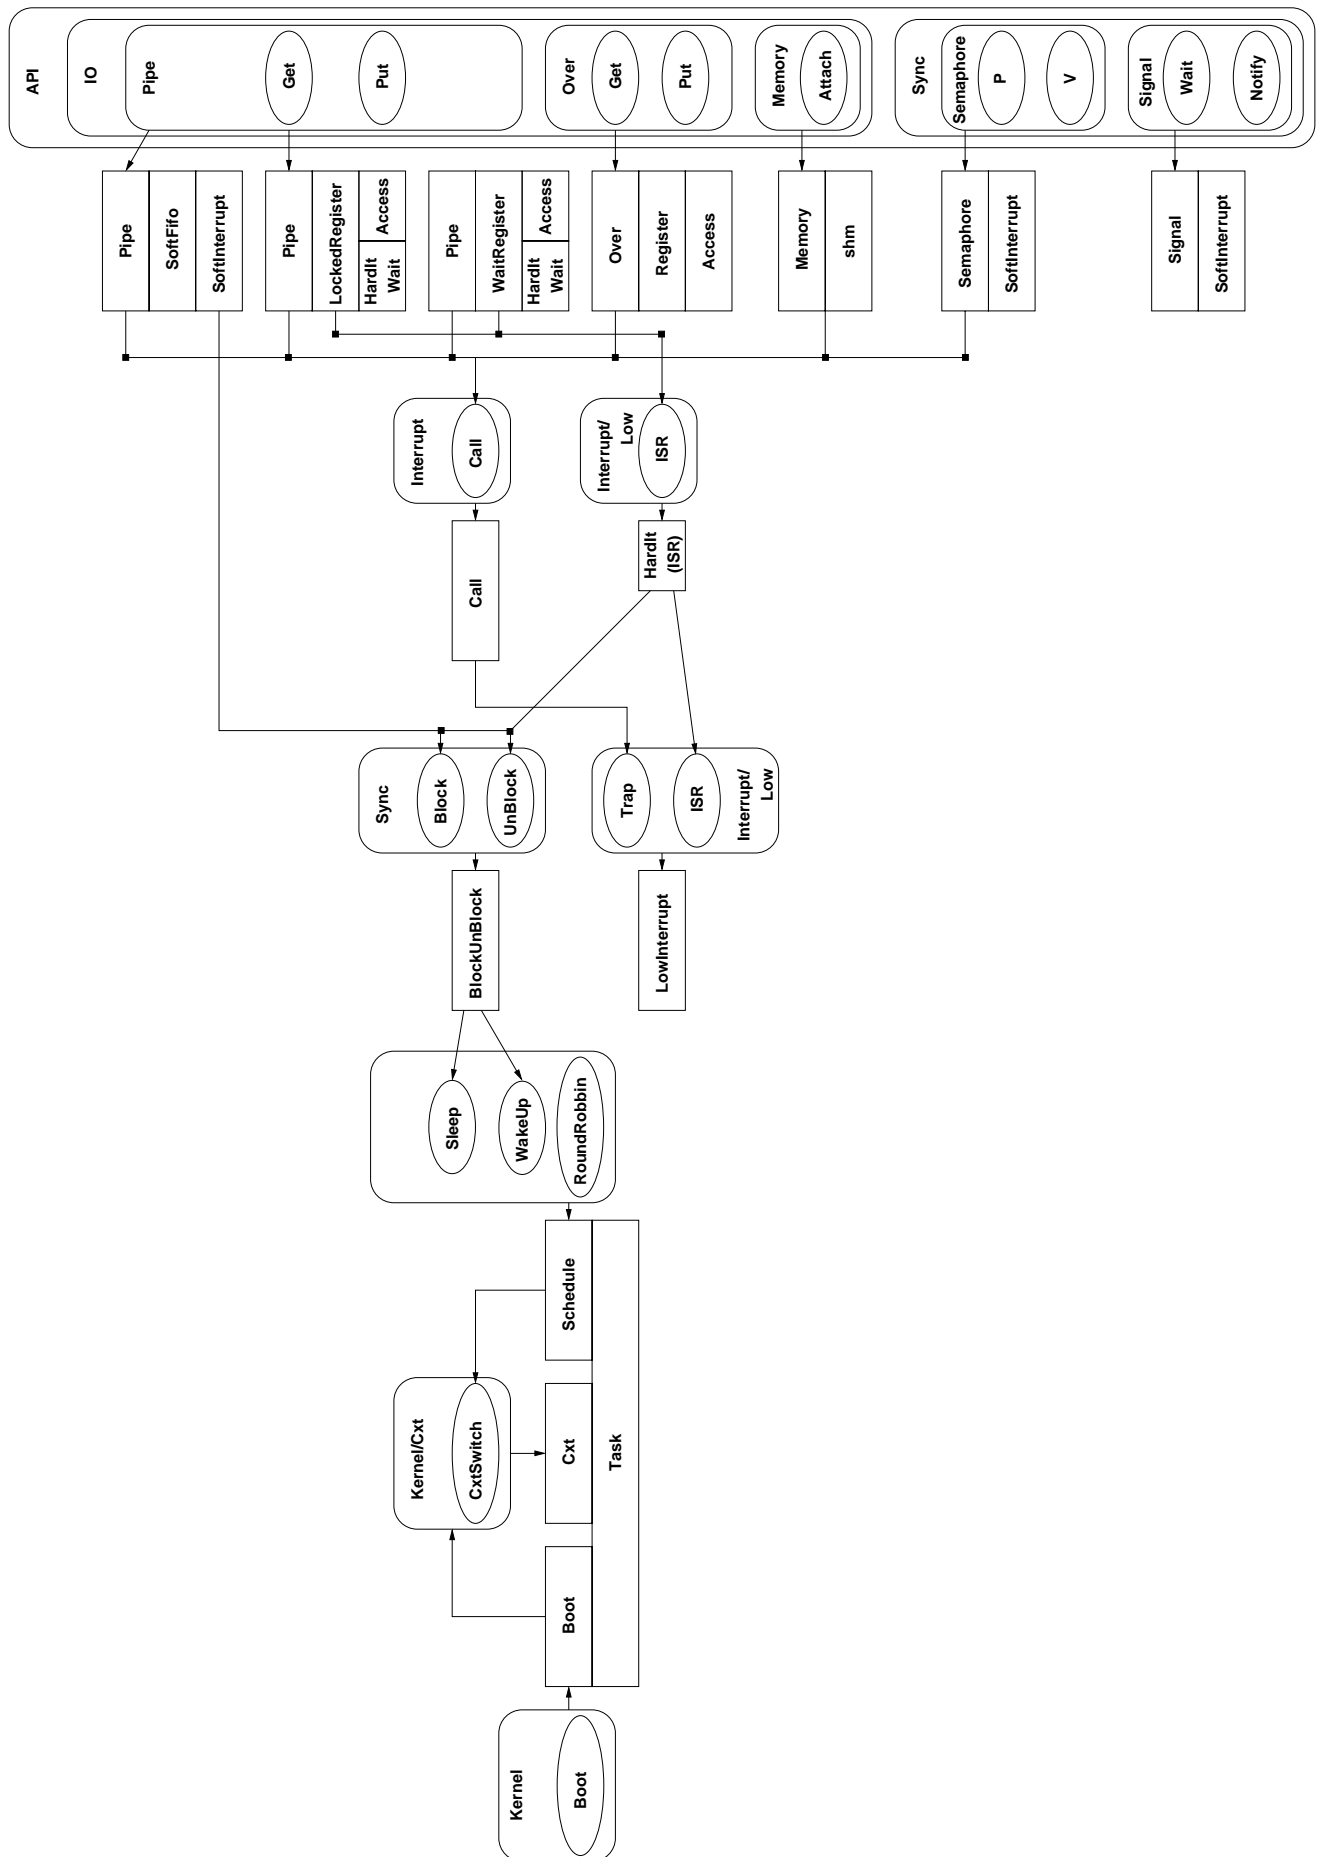 API
IO
Pipe
Get
Put
Over
Get
Put
Memory
Attach
Sync
Semaphore
P
V
Signal
Wait
Notify
Pipe
SoftFifo
SoftInterrupt
Pipe
LockedRegister
HardIt
Wait
Access
Pipe
WaitRegister
HardIt
Wait
Access
Over
Register
Access
Memory
shm
Semaphore
SoftInterrupt
Signal
SoftInterrupt
Interrupt
Call
Interrupt/
Low
ISR
Call
HardIt
(ISR)
Sync
Block
UnBlock
Trap
ISR
Interrupt/
Low
BlockUnBlock
LowInterrupt
Sleep
WakeUp
RoundRobbin
Schedule
Kernel/Cxt
CxtSwitch
Cxt
Task
Boot
Kernel
Boot